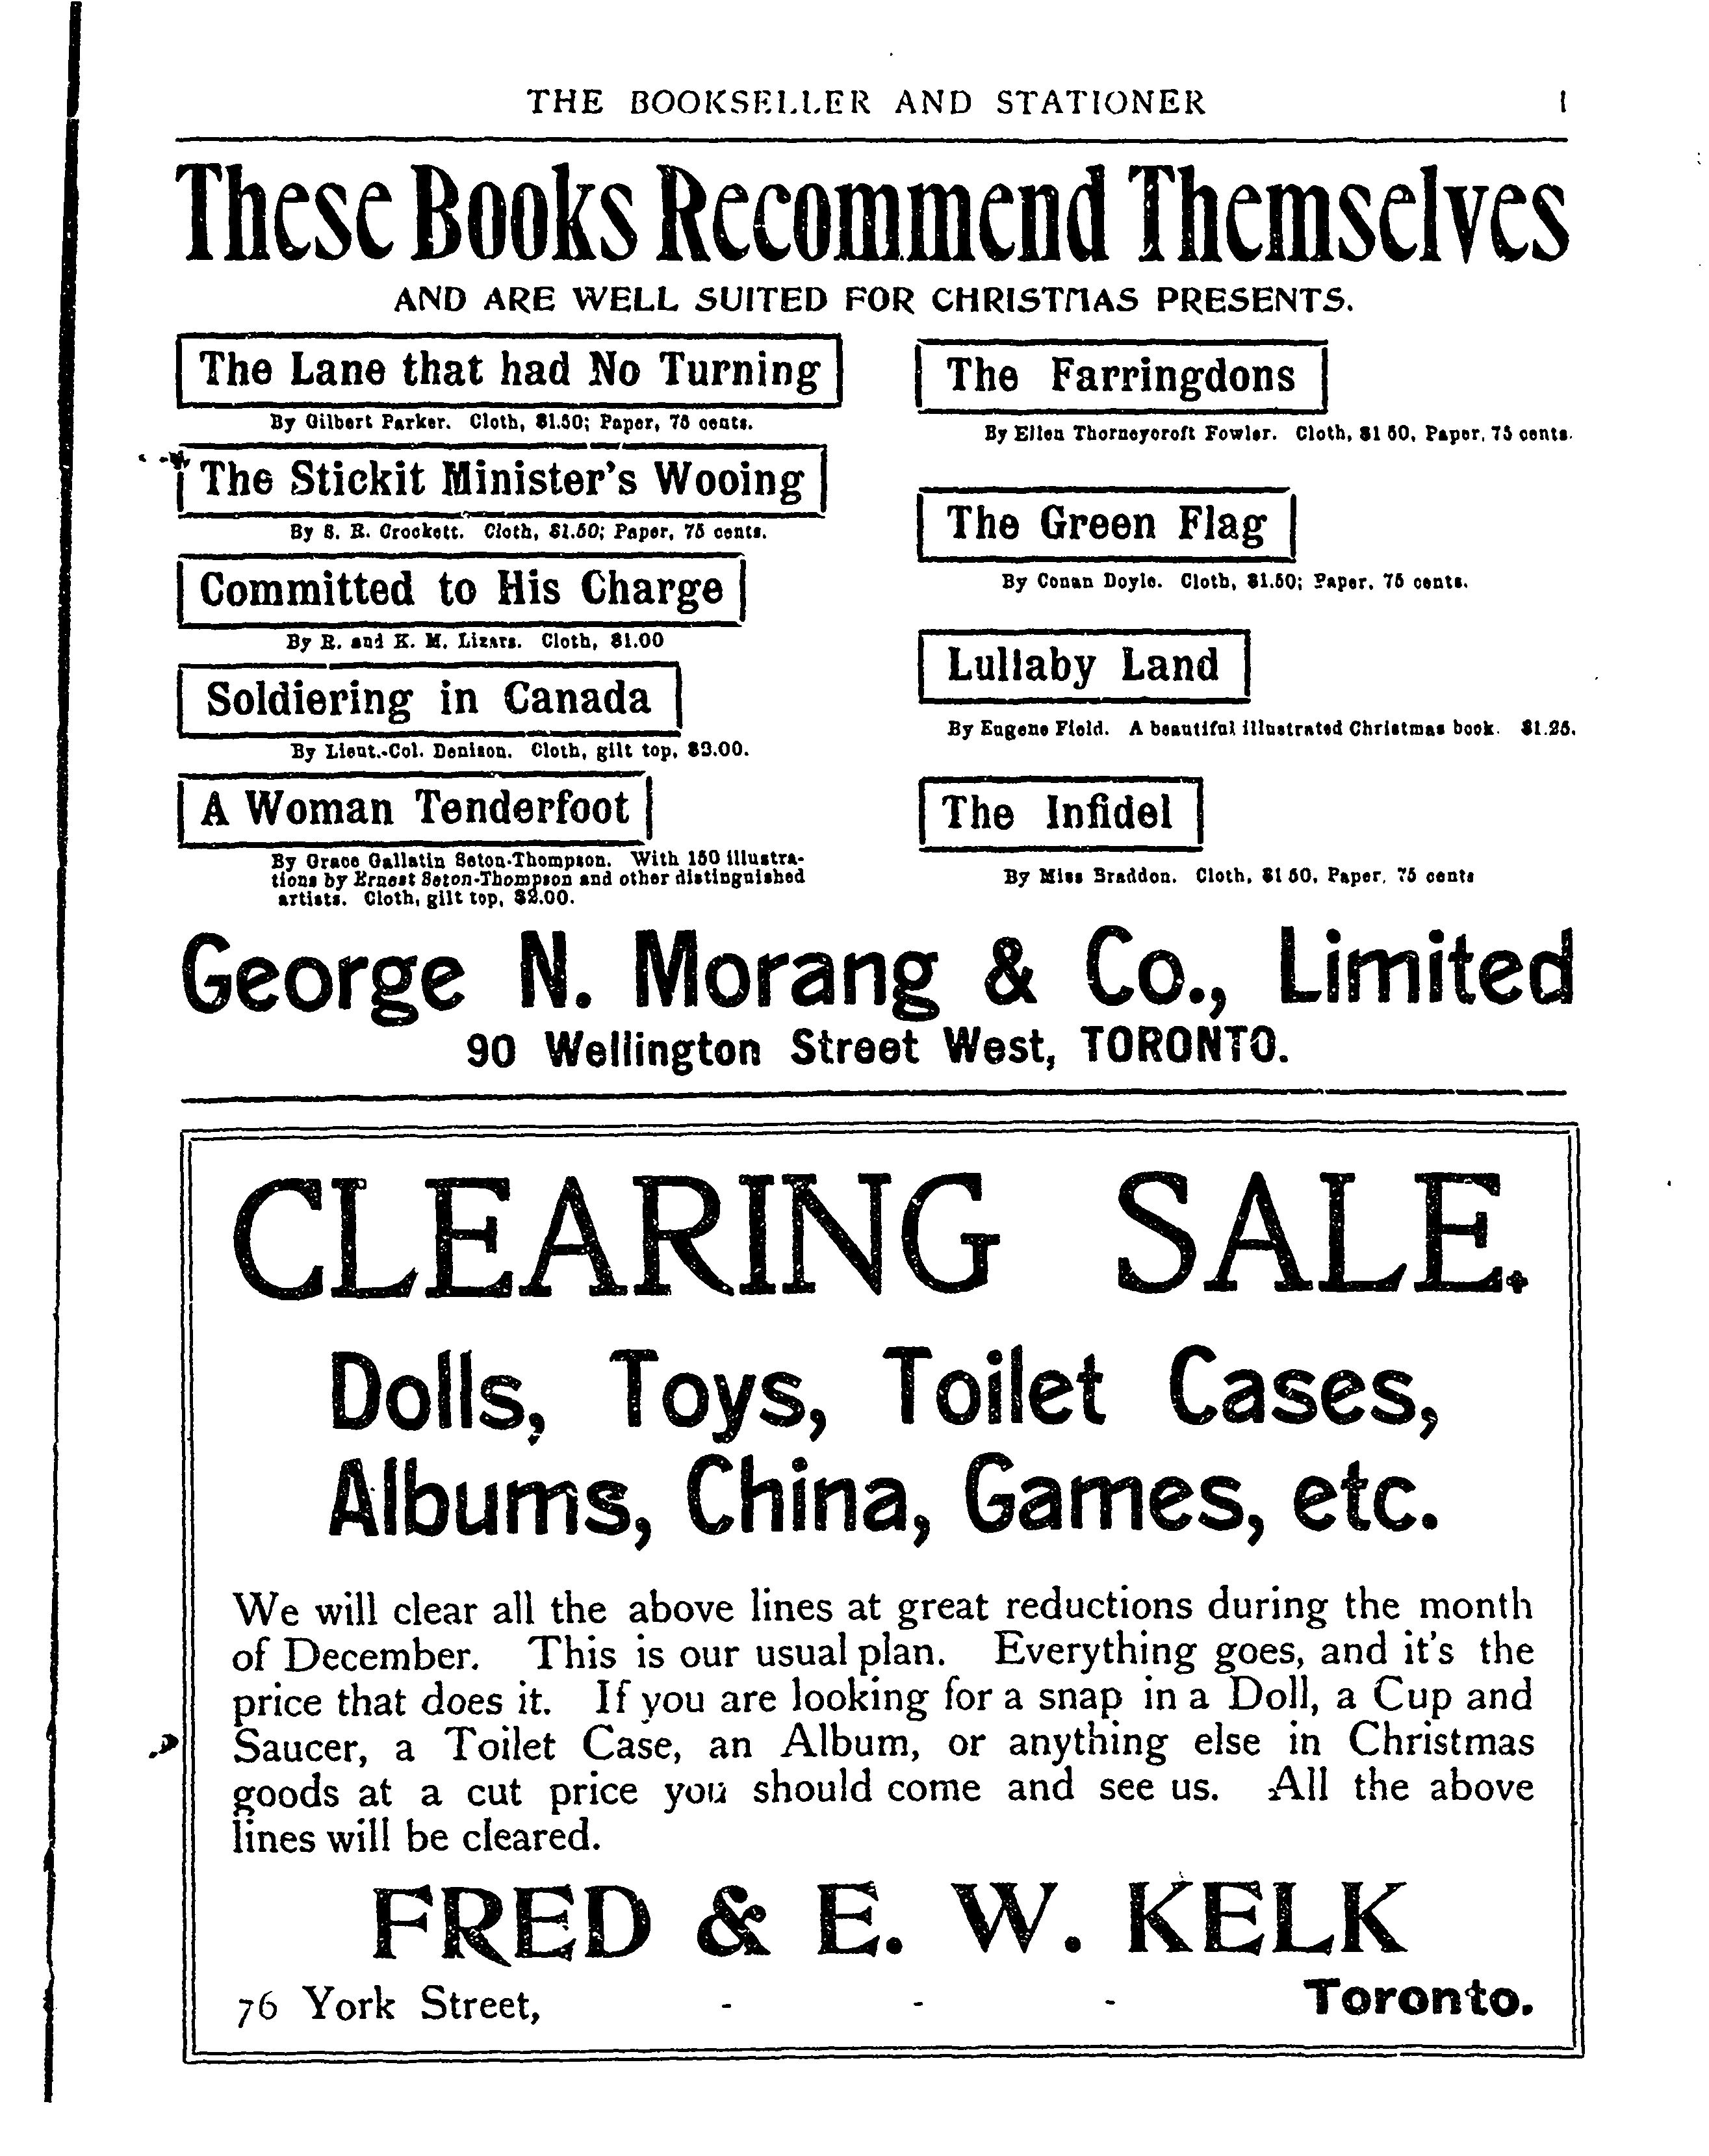 THE BOOKSELLER AND STATIONER 1
These Books Recommend Themselves
AND ARE WELL SUITED FOR CHRISTMAS PRESENTS.
The Lane that had No Turning
By Gilbert Parker. Cloth, $1.50; Paper, 75 cents.
The Stickit Minister's Wooing
By S. R. Crockett. Cloth, $1.50; Paper, 75 cents.
Committed to His Charge
By R. and K. M. Lizars. Cloth, $1.00
Soldiering in Canada
By Lieut.-Col. Denison. Cloth, gilt top,
A Woman Tenderfoot
By Grace Gallatin Seton-Thompson. With 150 illustra-
tions by Ernest Seton-Thompson and other distinguished
artists. Cloth, gilt top, $2.00.
The Farringdons
By Ellen Thorneycroft Fowler. Cloth, $1 50, Paper, 75 cents.
The Green Flag
By Conan Doyle. Cloth, $1.50; Paper, 75 cents.
Lullaby Land
By Eugene Field. A beautiful illustrated Christmas book. $1.25.
The Infidel
By Miss Braddon. Cloth, $1 50, Paper, 75 cents
George N. Morang & Co., Limited
90 Wellington Street West, TORONTO.
CLEARING SALE.
Dolls, Toys, Toilet Cases,
Albums, China, Games, etc.
We will clear all the above lines at great reductions during the month
of December. This is our usual plan. Everything goes, and it's the
price that does it. If you are looking for a snap in a Doll, a Cup and
Saucer, a Toilet Case, an Album, or anything else in Christmas
goods at a cut price you should come and see us. All the above
lines will be cleared.
FRED & E. W. KELK
76 York Street, - - - Toronto.